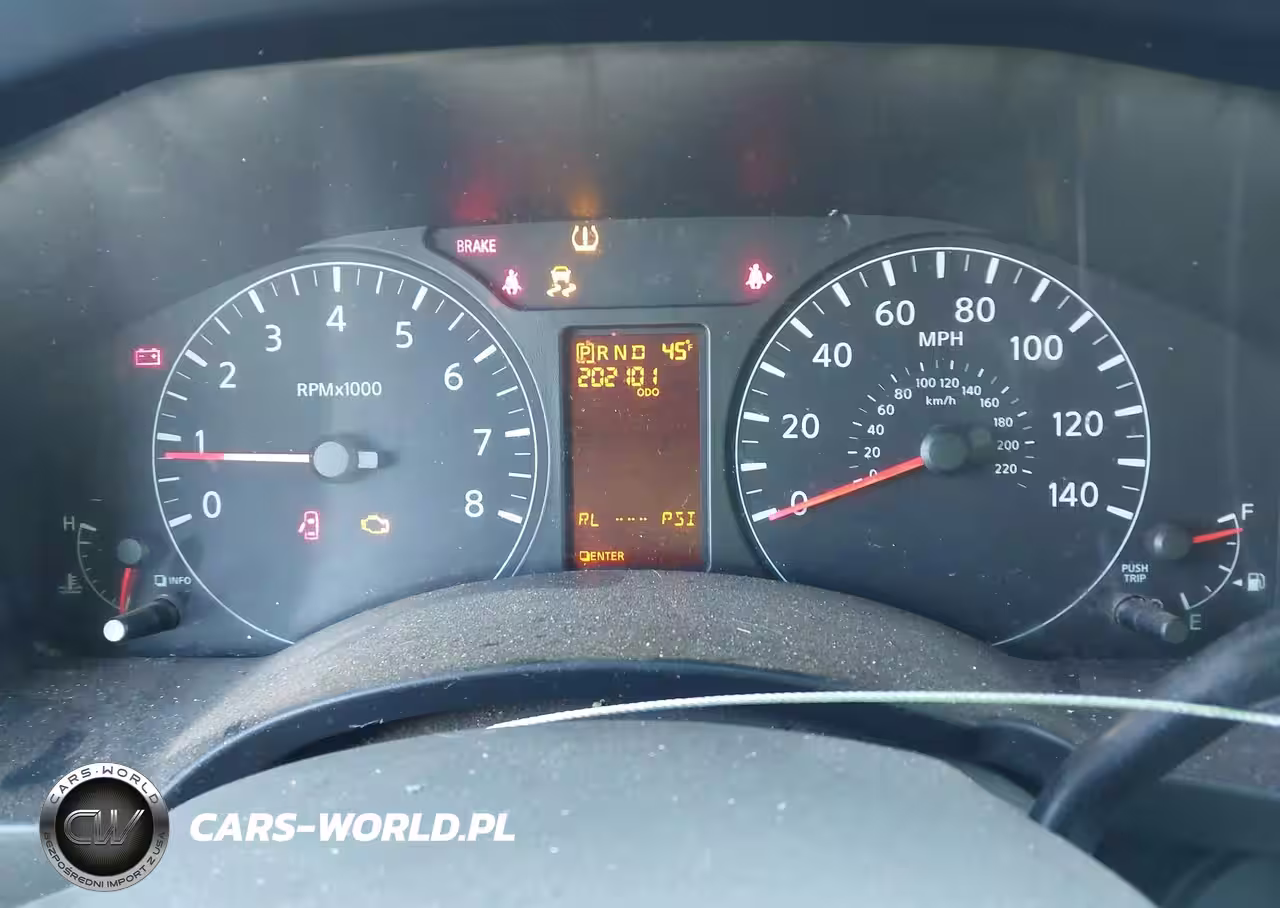 BRAKE
3 4 5
2 6
RPMx1000
1 7
0 8
H
INFO
P R N D 45°F
202101
ODO
RL --- PSI
ENTER
60 80
MPH
40 100
20 120
0 140
100 120
80 140
km/h
60 160
40 180
20 200
0 220
F
PUSH
TRIP
E
CARS-WORLD
CW
BEZPOŚREDNI IMPORT Z USA
CARS-WORLD.PL